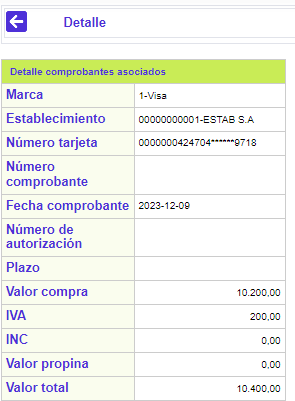 Detalle
Detalle comprobantes asociados
Marca 1-Visa
Establecimiento 00000000001-ESTAB S.A
Número tarjeta 0000000424704******9718
Número
comprobante
Fecha comprobante 2023-12-09
Número de
autorización
Plazo
Valor compra 10.200,00
IVA 200,00
INC 0,00
Valor propina 0,00
Valor total 10.400,00